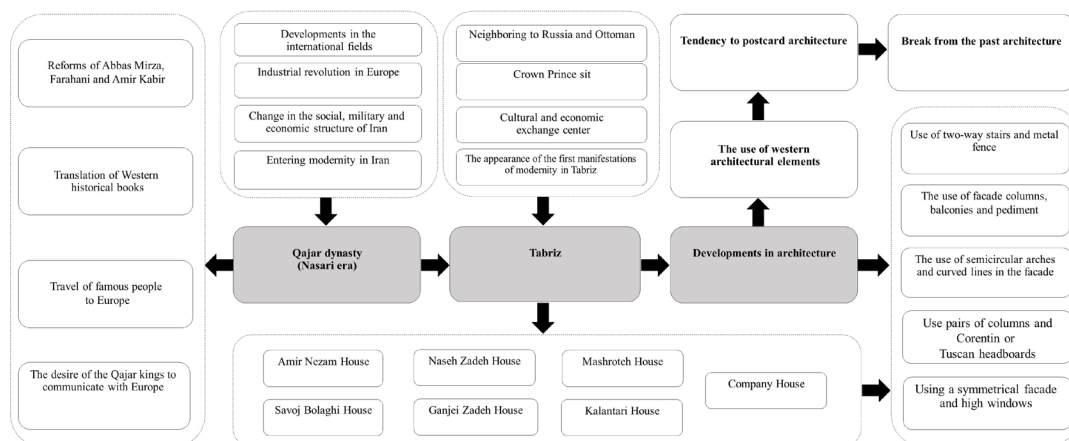 Reforms of Abbas Mirza,
Farahani and Amir Kabir
Translation of Western
historical books
Travel of famous people
to Europe
The desire of the Qajar kings to
communicate with Europe
Developments in the
international fields
Industrial revolution in Europe
Change in the social, military and
economic structure of Iran
Entering modernity in Iran
Neighboring to Russia and Ottoman
Crown Prince sit
Cultural and economic
exchange center
The appearance of the first manifestations
of modernity in Tabriz
Tendency to postcard architecture
Break from the past architecture
The use of western
architectural elements
Qajar dynasty
(Nasari era)
Tabriz
Developments in architecture
Use of two-way stairs and metal
fence
The use of facade columns,
balconies and pediment
The use of semicircular arches
and curved lines in the facade
Use pairs of columns and
Corentin or
Tuscan headboards
Using a symmetrical facade
and high windows
Amir Nezam House
Naseh Zadeh House
Mashroteh House
Company House
Savoj Bolaghi House
Ganjei Zadeh House
Kalantari House